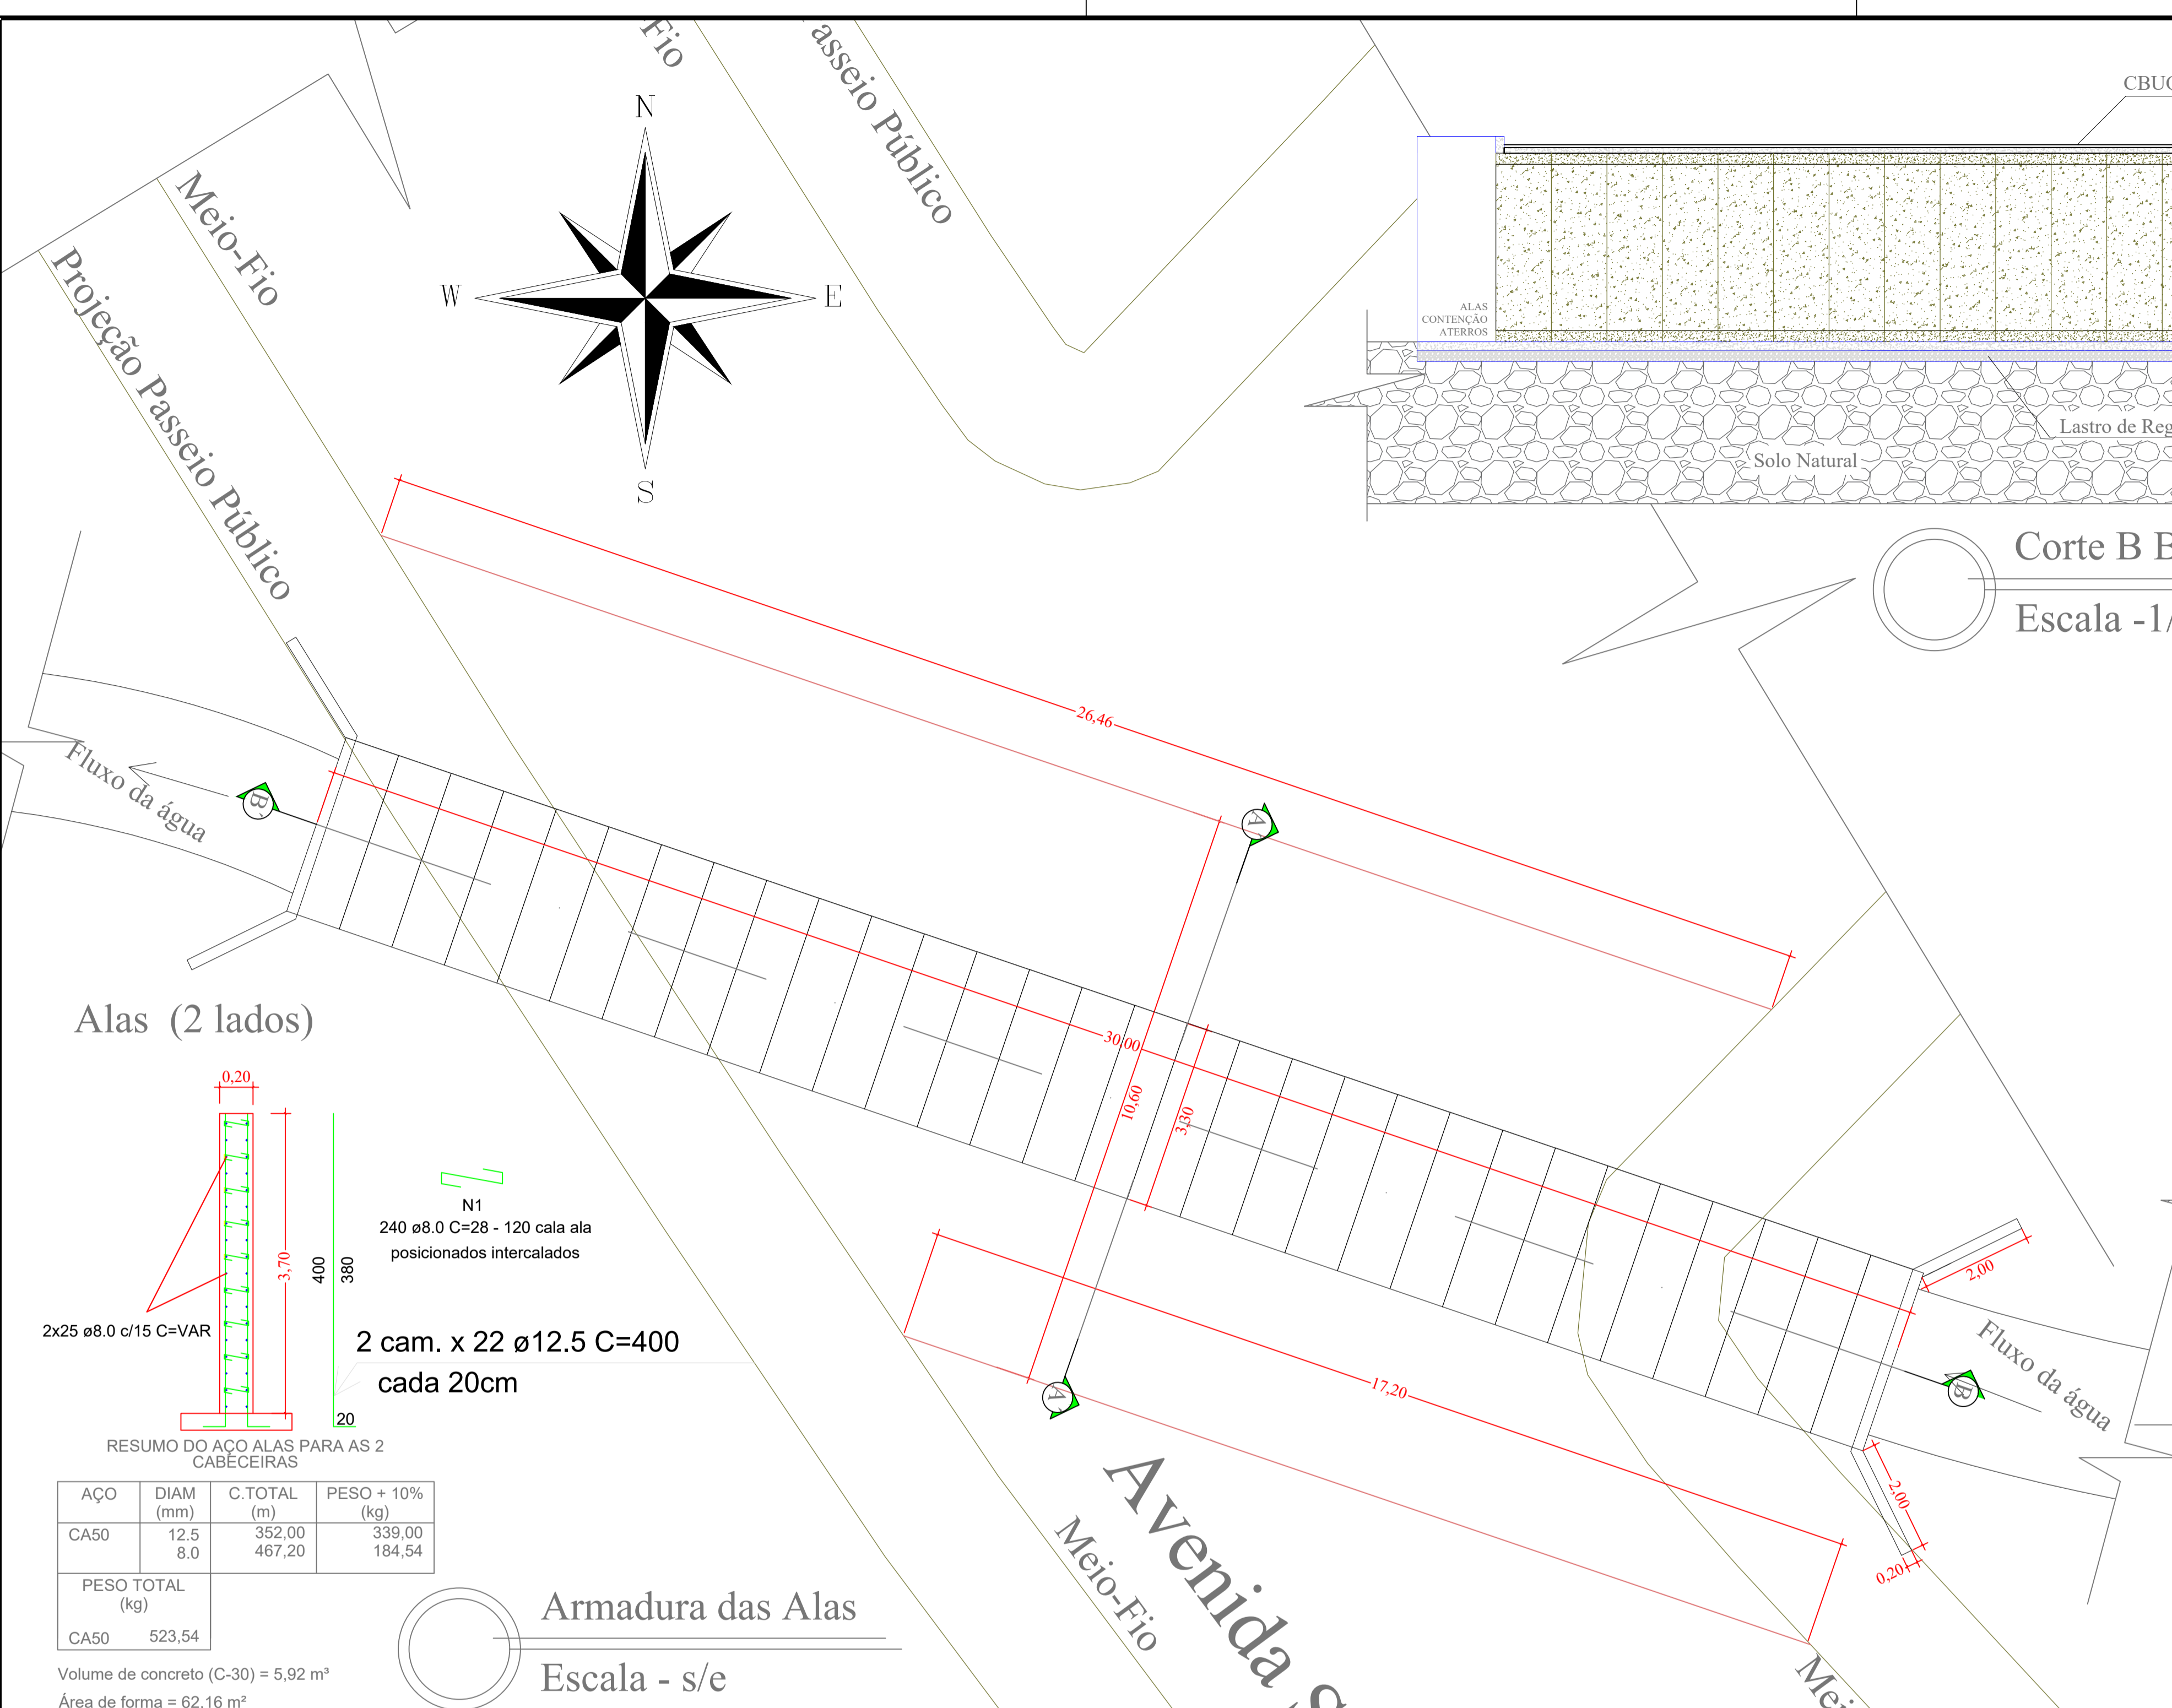 Fio
asseio Público
CBUQ
N
W
E
S
Meio-Fio
Projeção Passeio Público
ALAS
CONTENÇÃO
ATERROS
Lastro de Reg
Solo Natural
Corte B B
Escala -1/
26,46
Fluxo da água
B
A
30,00
10,60
3,30
Alas (2 lados)
0,20
3,70
400
380
20
N1
240 ø8.0 C=28 - 120 cala ala
posicionados intercalados
2x25 ø8.0 c/15 C=VAR
2 cam. x 22 ø12.5 C=400
cada 20cm
17,20
A
2,00
Fluxo da água
B
2,00
0,20
RESUMO DO AÇO ALAS PARA AS 2
CABECEIRAS
AÇO DIAM (mm) C.TOTAL (m) PESO + 10% (kg)
CA50 12.5 352,00 339,00
8.0 467,20 184,54
PESO TOTAL
(kg)
CA50 523,54
Volume de concreto (C-30) = 5,92 m³
Área de forma = 62,16 m²
Armadura das Alas
Escala - s/e
Avenida S
Meio-Fio
Mei